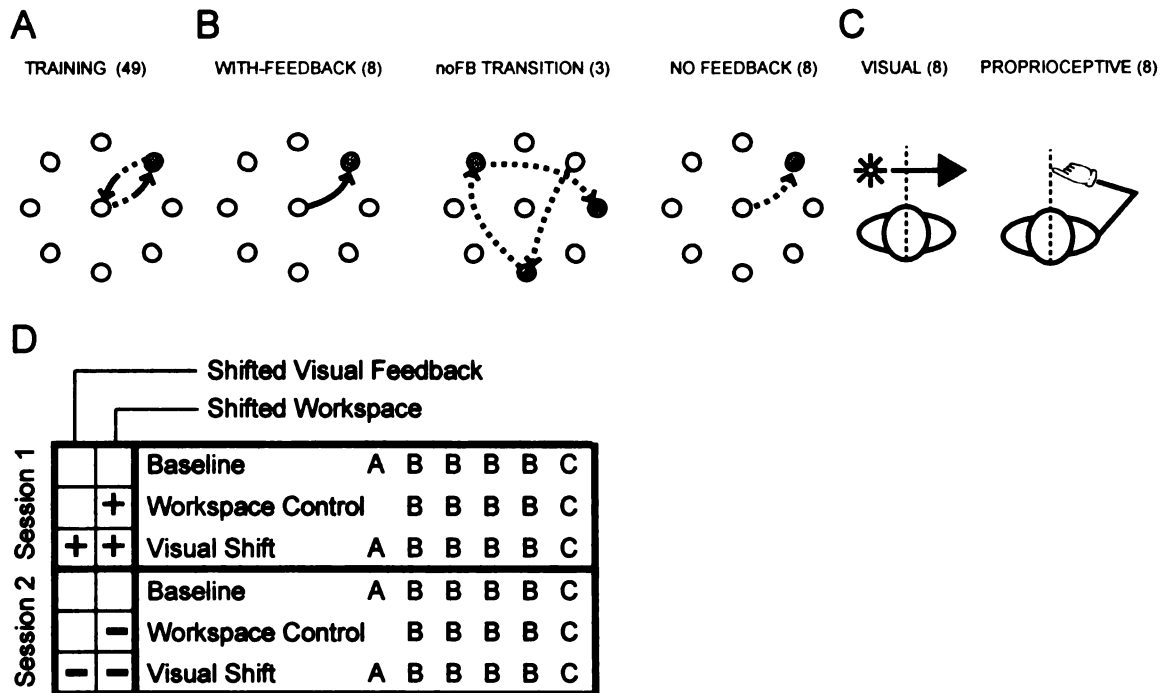 A B C
TRAINING (49) WITH-FEEDBACK (8) noFB TRANSITION (3) NO FEEDBACK (8) VISUAL (8) PROPRIOCEPTIVE (8)
D
Shifted Visual Feedback
Shifted Workspace
Session 1
Baseline A B B B B C
+ Workspace Control B B B B C
+ + Visual Shift A B B B B C
Session 2
Baseline A B B B B C
− Workspace Control B B B B C
− − Visual Shift A B B B B C